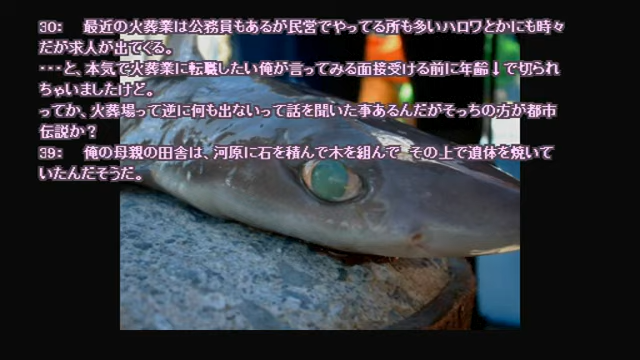 30:　最近の火葬業は公務員もあるが民営でやってる所も多いハロワとかにも時々
だが求人が出てくる。
・・・と、本気で火葬業に転職したい俺が言ってみる面接受ける前に年齢↓で切られ
ちゃいましたけど。
ってか、火葬場って逆に何も出ないって話を聞いた事あるんだがそっちの方が都市
伝説か？
39:　俺の母親の田舎は、河原に石を積んで木を組んで、その上で遺体を焼いて
いたんだそうだ。